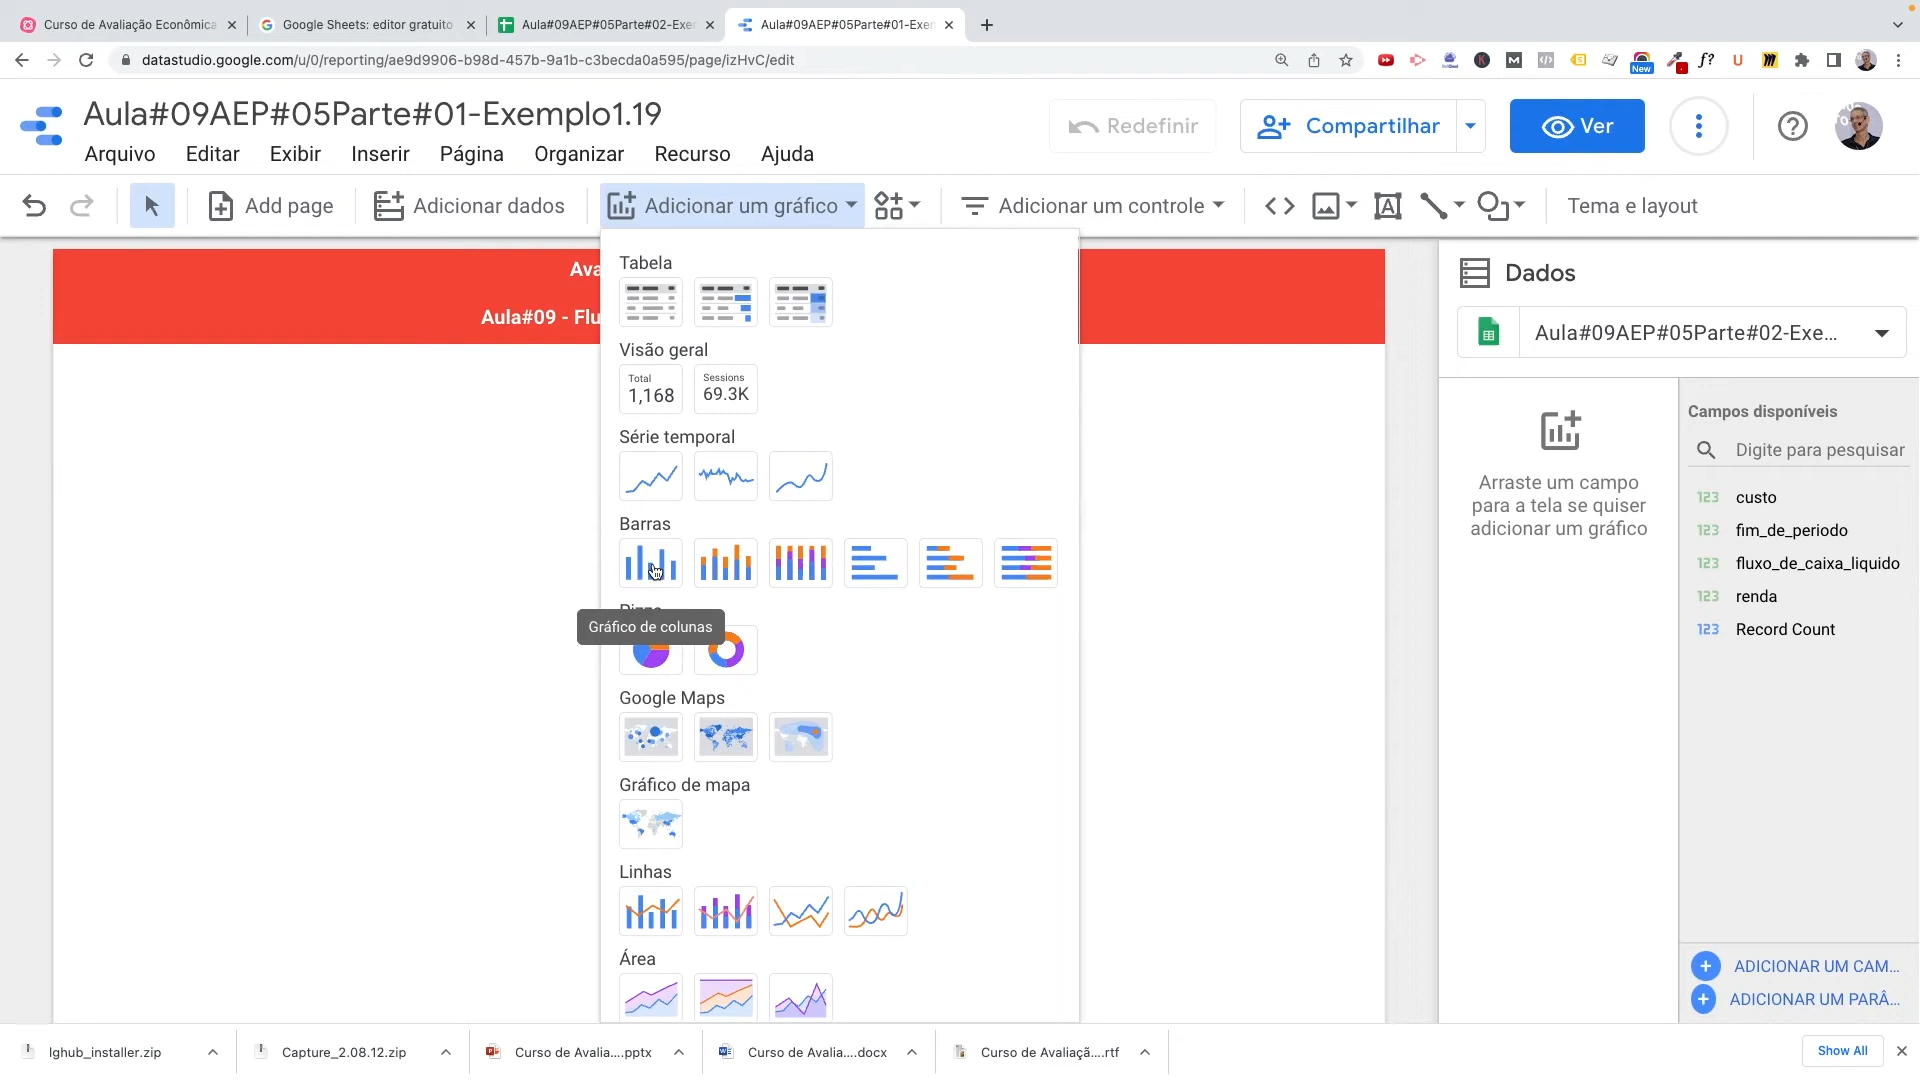 Curso de Avaliação Econômica
Google Sheets: editor gratuito
Aula#09AEP#05Parte#02-Exer
Aula#09AEP#05Parte#01-Exem
datastudio.google.com/u/0/reporting/ae9d9906-b98d-457b-9a1b-c3becda0a595/page/izHvC/edit
New
Aula#09AEP#05Parte#01-Exemplo1.19
Redefinir
Compartilhar
Ver
Arquivo Editar Exibir Inserir Página Organizar Recurso Ajuda
Add page
Adicionar dados
Adicionar um gráfico
Adicionar um controle
Tema e layout
Ava
Aula#09 - Flu
Tabela
Visão geral
Total
1,168
Sessions
69.3K
Série temporal
Barras
Gráfico de colunas
Google Maps
Gráfico de mapa
Linhas
Área
Dados
Aula#09AEP#05Parte#02-Exe...
Arraste um campo
para a tela se quiser
adicionar um gráfico
Campos disponíveis
Digite para pesquisar
123 custo
123 fim_de_periodo
123 fluxo_de_caixa_liquido
123 renda
123 Record Count
ADICIONAR UM CAM...
ADICIONAR UM PARÂ...
lghub_installer.zip
Capture_2.08.12.zip
Curso de Avalia....pptx
Curso de Avalia....docx
Curso de Avaliaçã....rtf
Show All